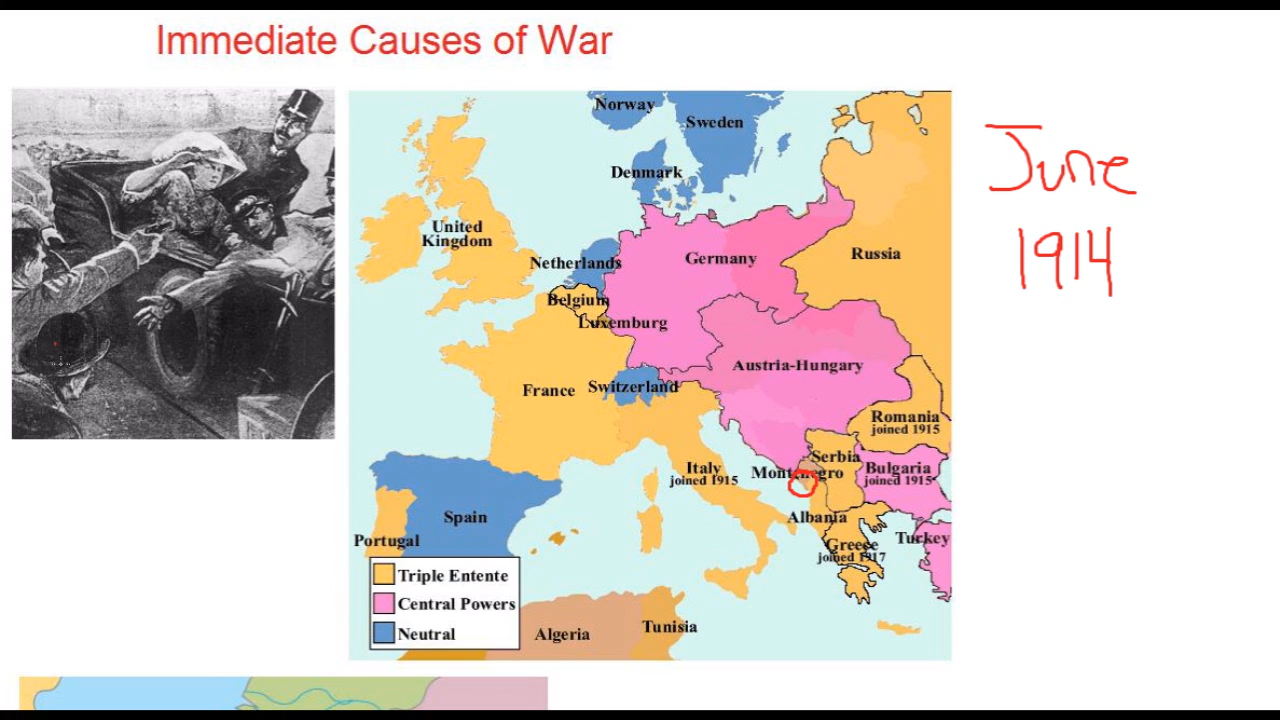 Immediate Causes of War
June
1914
Norway
Sweden
Denmark
United
Kingdom
Netherlands
Germany
Russia
Belgium
Luxemburg
Austria-Hungary
France
Switzerland
Romania
joined 1915
Serbia
Italy
joined 1915
Montenegro
Bulgaria
joined 1915
Spain
Albania
Portugal
Greece
joined 1917
Turkey
Triple Entente
Central Powers
Neutral
Algeria
Tunisia